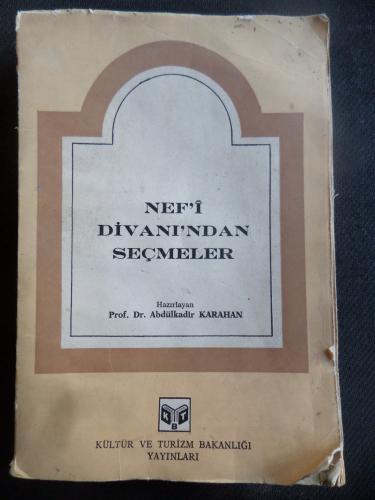 NEF'Î
DİVANI'NDAN
SEÇMELER
Hazırlayan
Prof. Dr. Abdülkadir KARAHAN
K T
B
KÜLTÜR VE TURİZM BAKANLIĞI
YAYINLARI